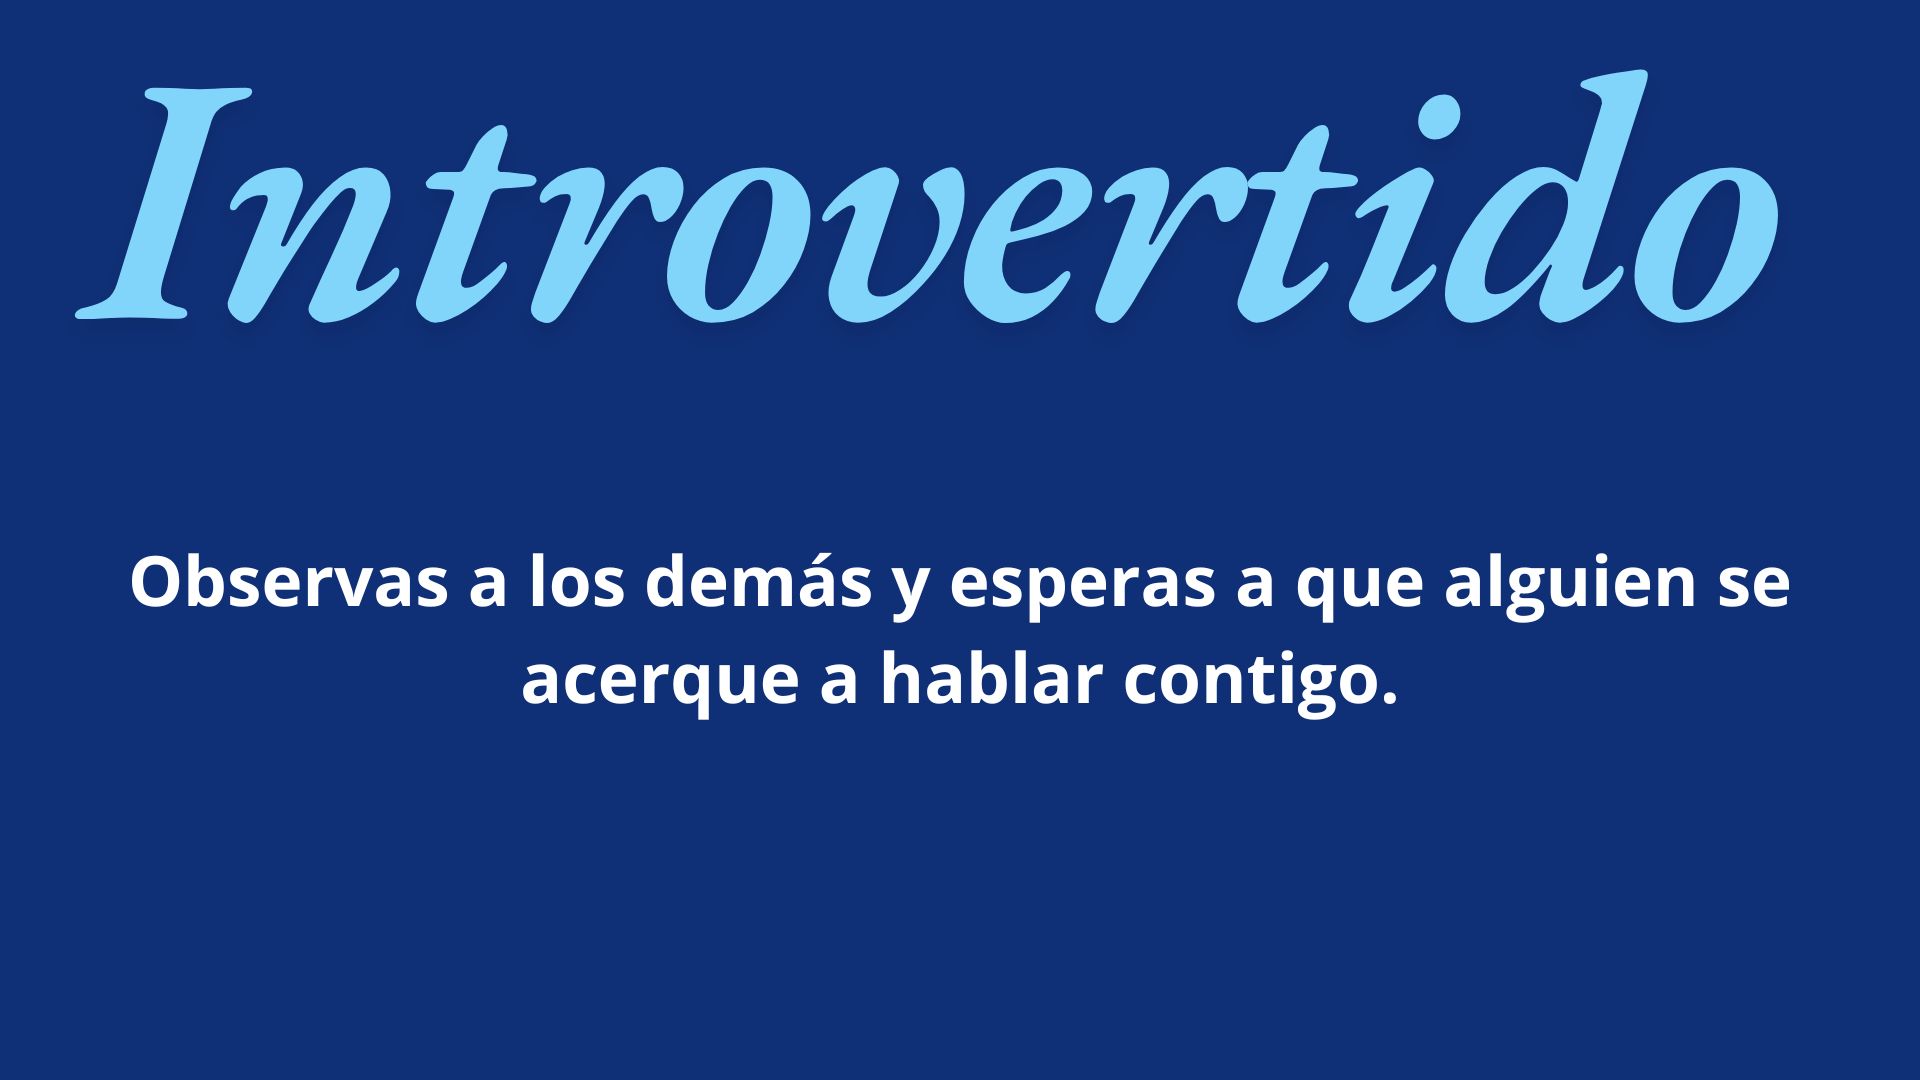 Introvertido
Observas a los demás y esperas a que alguien se
acerque a hablar contigo.